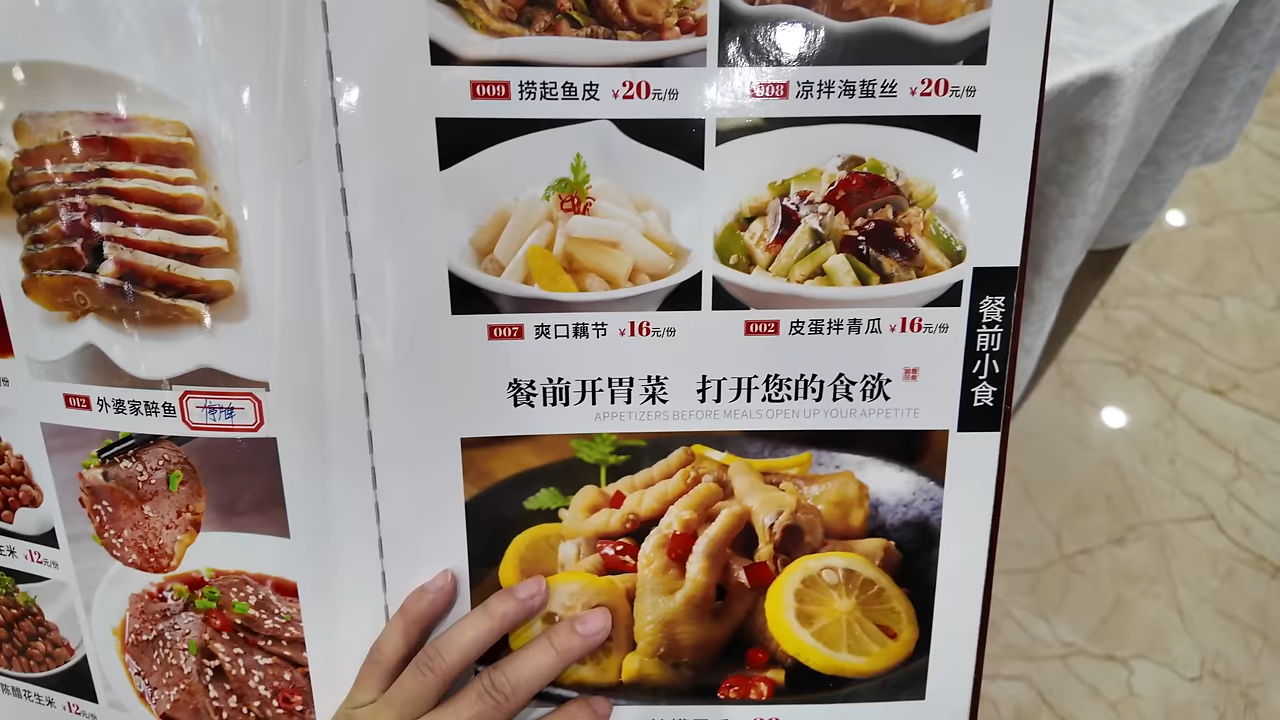 009 捞起鱼皮 ¥20元/份
008 凉拌海蜇丝 ¥20元/份
007 爽口藕节 ¥16元/份
002 皮蛋拌青瓜 ¥16元/份
餐前小食
餐前开胃菜 打开您的食欲
APPETIZERS BEFORE MEALS OPEN UP YOUR APPETITE
012 外婆家醉鱼
生米 ¥12元/份
陈醋花生米 ¥12元/份